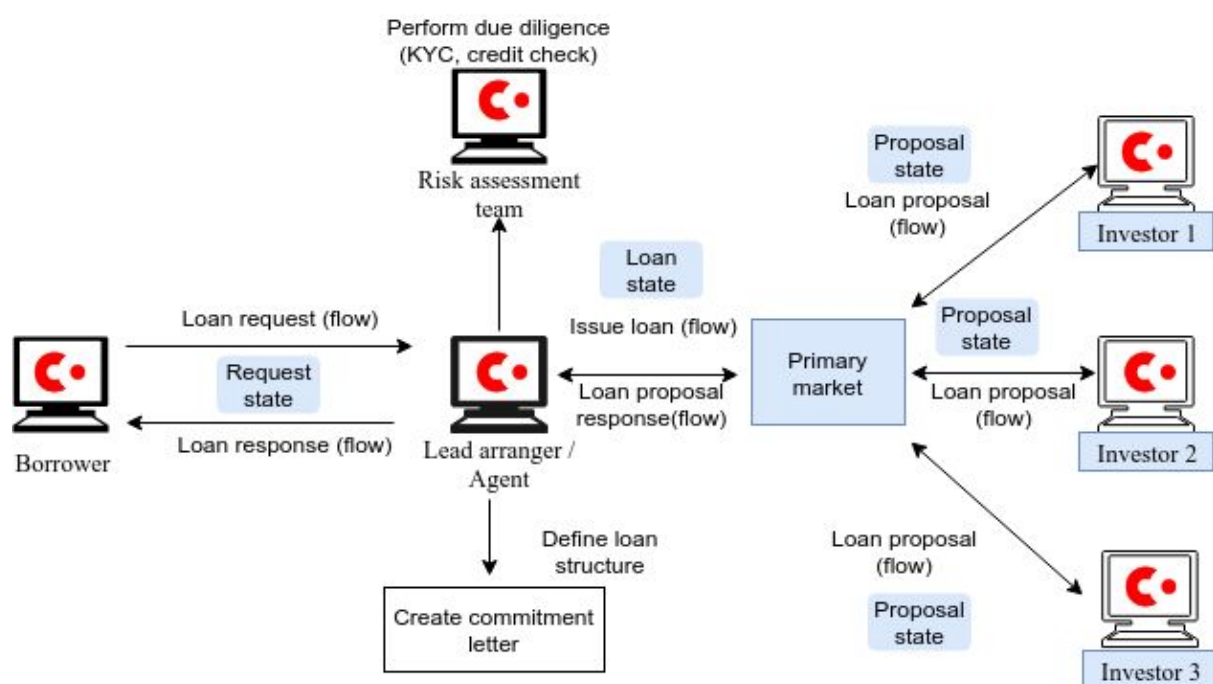 Perform due diligence
(KYC, credit check)
Risk assessment
team
Proposal
state
Loan proposal
(flow)
Investor 1
Loan
state
Issue loan (flow)
Loan request (flow)
Request
state
Loan response (flow)
Borrower
Lead arranger /
Agent
Loan proposal
response(flow)
Primary
market
Proposal
state
Loan proposal
(flow)
Investor 2
Define loan
structure
Create commitment
letter
Loan proposal
(flow)
Proposal
state
Investor 3